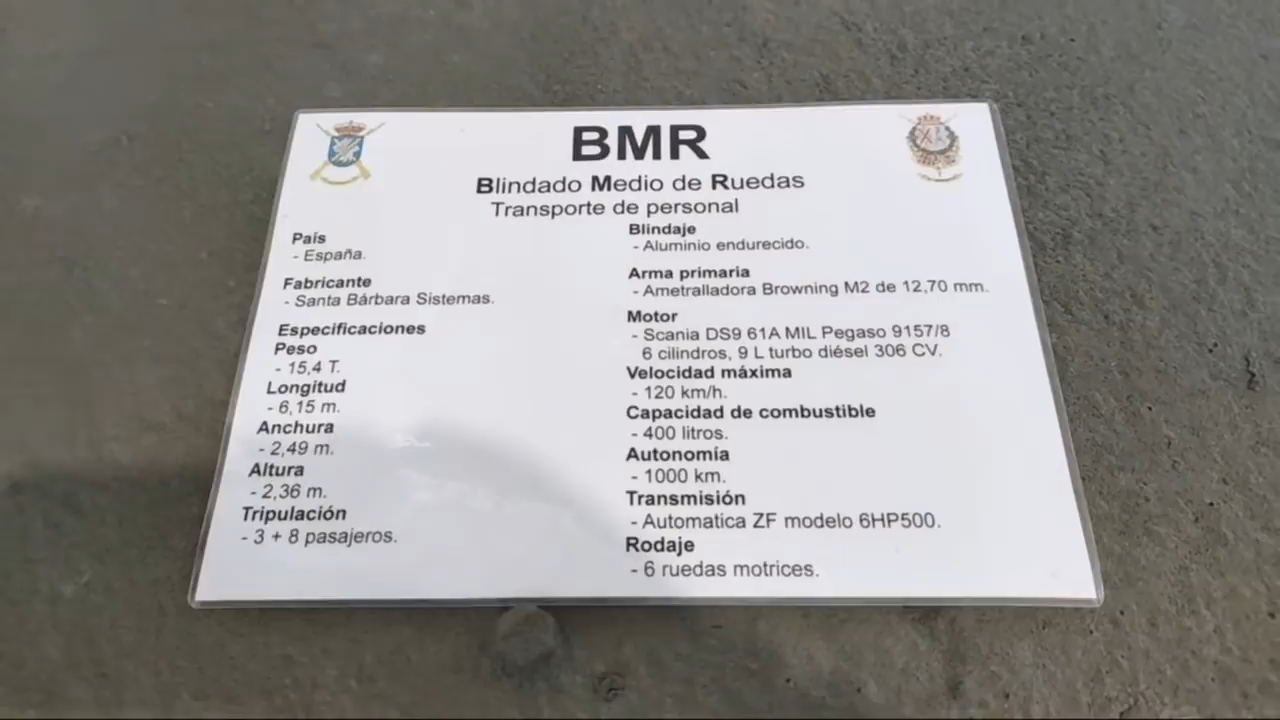 BMR
Blindado Medio de Ruedas
Transporte de personal
País
- España.
Fabricante
- Santa Bárbara Sistemas.
Especificaciones
Peso
- 15,4 T.
Longitud
- 6,15 m.
Anchura
- 2,49 m.
Altura
- 2,36 m.
Tripulación
- 3 + 8 pasajeros.
Blindaje
- Aluminio endurecido.
Arma primaria
- Ametralladora Browning M2 de 12,70 mm.
Motor
- Scania DS9 61A MIL Pegaso 9157/8
6 cilindros, 9 L turbo diésel 306 CV.
Velocidad máxima
- 120 km/h.
Capacidad de combustible
- 400 litros.
Autonomía
- 1000 km.
Transmisión
- Automatica ZF modelo 6HP500.
Rodaje
- 6 ruedas motrices.